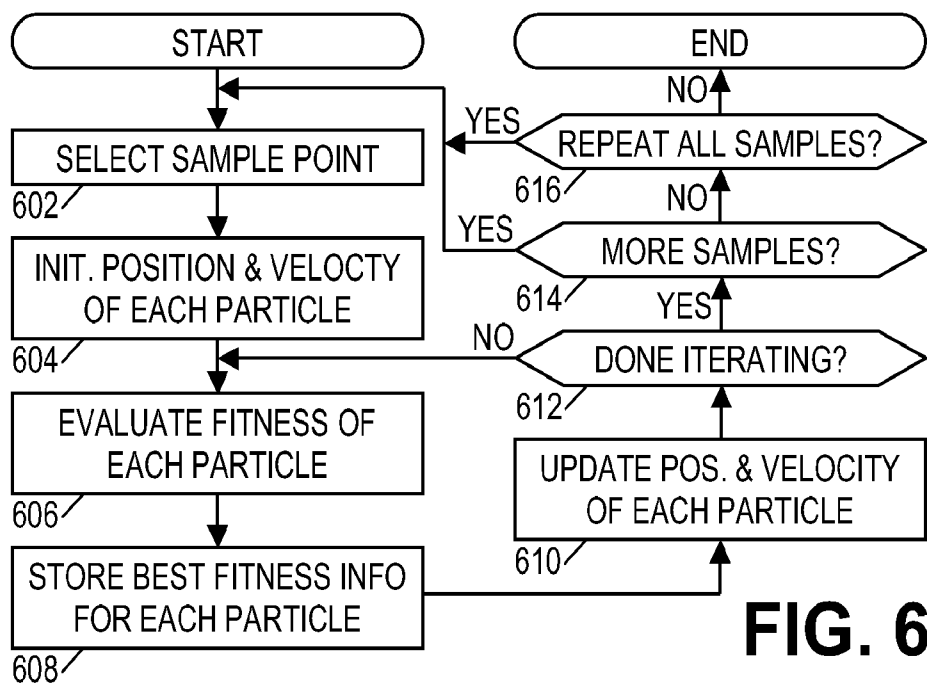 START
SELECT SAMPLE POINT
602
INIT. POSITION & VELOCTY
OF EACH PARTICLE
604
EVALUATE FITNESS OF
EACH PARTICLE
606
STORE BEST FITNESS INFO
FOR EACH PARTICLE
608
UPDATE POS. & VELOCITY
OF EACH PARTICLE
610
DONE ITERATING?
612
NO
YES
MORE SAMPLES?
614
YES
NO
REPEAT ALL SAMPLES?
616
YES
NO
END
FIG. 6